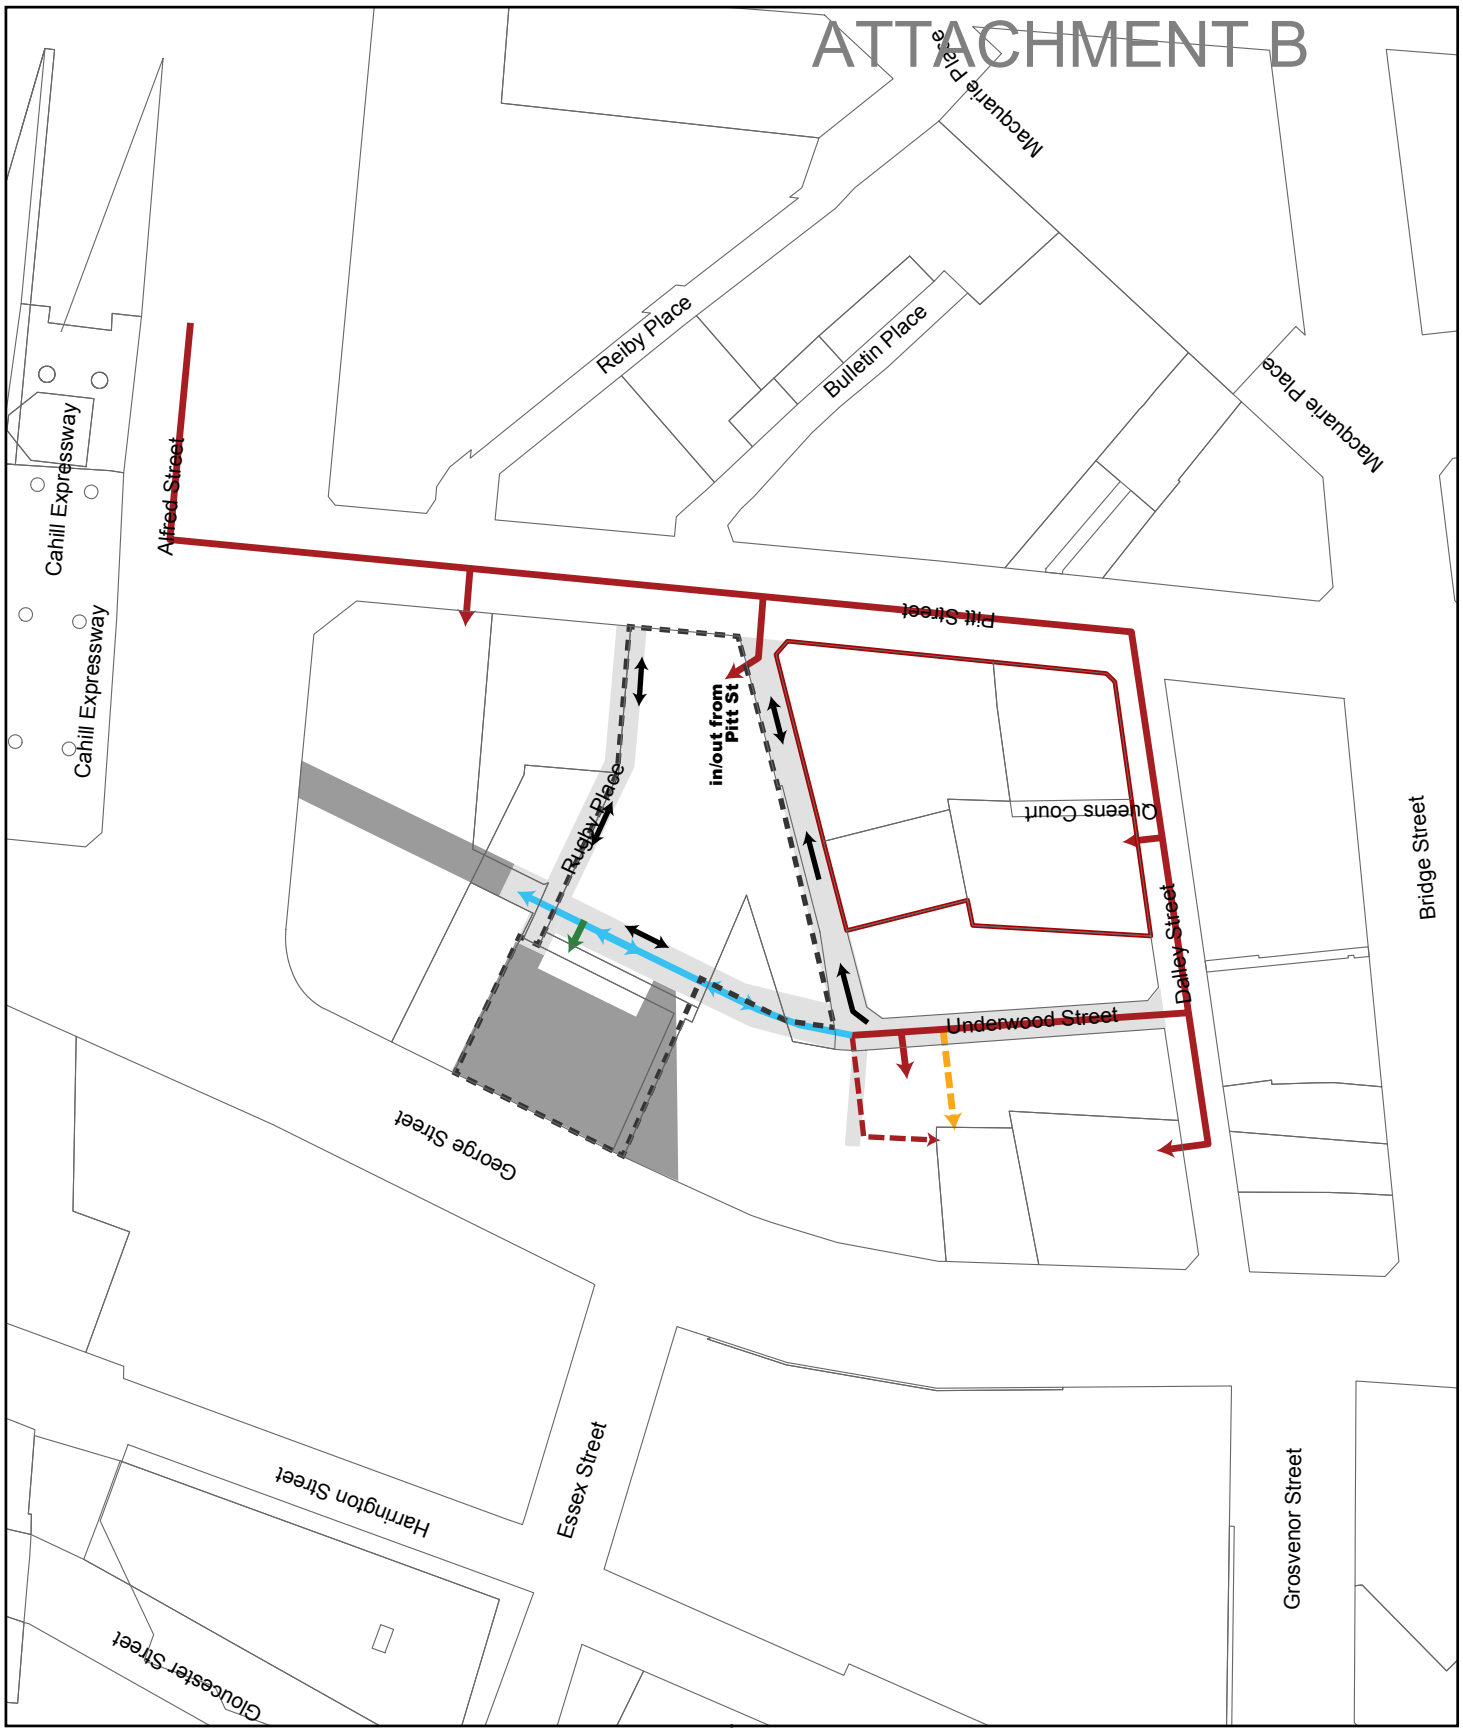 ATTACHMENT B
Macquarie Place
Macquarie Place
Reiby Place
Bulletin Place
Cahill Expressway
Alfred Street
Cahill Expressway
Pitt Street
in/out from
Pitt St
Rugby Place
Queens Court
Bridge Street
Dalley Street
Underwood Street
George Street
Essex Street
Harrington Street
Grosvenor Street
Gloucester Street